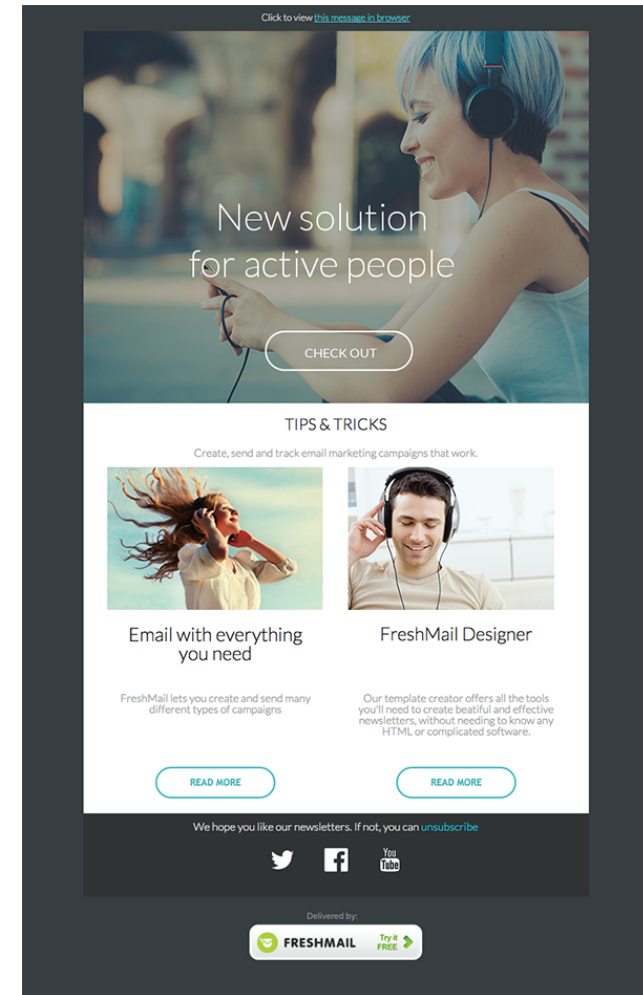 Click to view this message in browser
New solution
for active people
CHECK OUT
TIPS & TRICKS
Create, send and track email marketing campaigns that work.
Email with everything
you need
FreshMail lets you create and send many
different types of campaigns
READ MORE
FreshMail Designer
Our template creator offers all the tools
you'll need to create beatiful and effective
newsletters, without needing to know any
HTML or complicated software.
READ MORE
We hope you like our newsletters. If not, you can unsubscribe
You
Tube
Delivered by:
FRESHMAIL
Try it
FREE